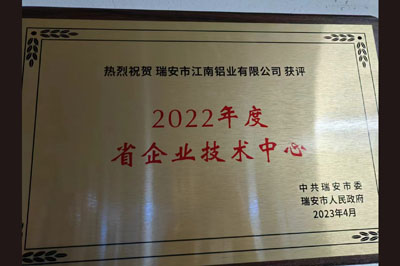 热烈祝贺 瑞安市江南铝业有限公司 获评
2022年度
省企业技术中心
中共瑞安市委
瑞安市人民政府
2023年4月